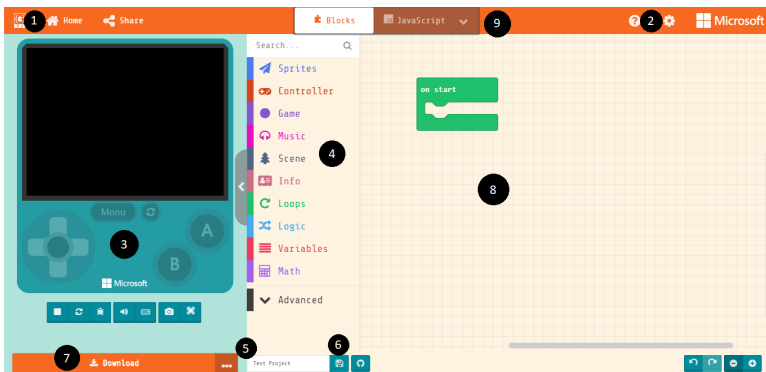 1
Home
Share
Blocks
JavaScript
9
?
2
Microsoft
Search...
Sprites
Controller
Game
Music
Scene
4
Info
Loops
Logic
Variables
Math
Advanced
on start
8
Menu
A
B
3
Microsoft
7
Download
...
5
Test Project
6